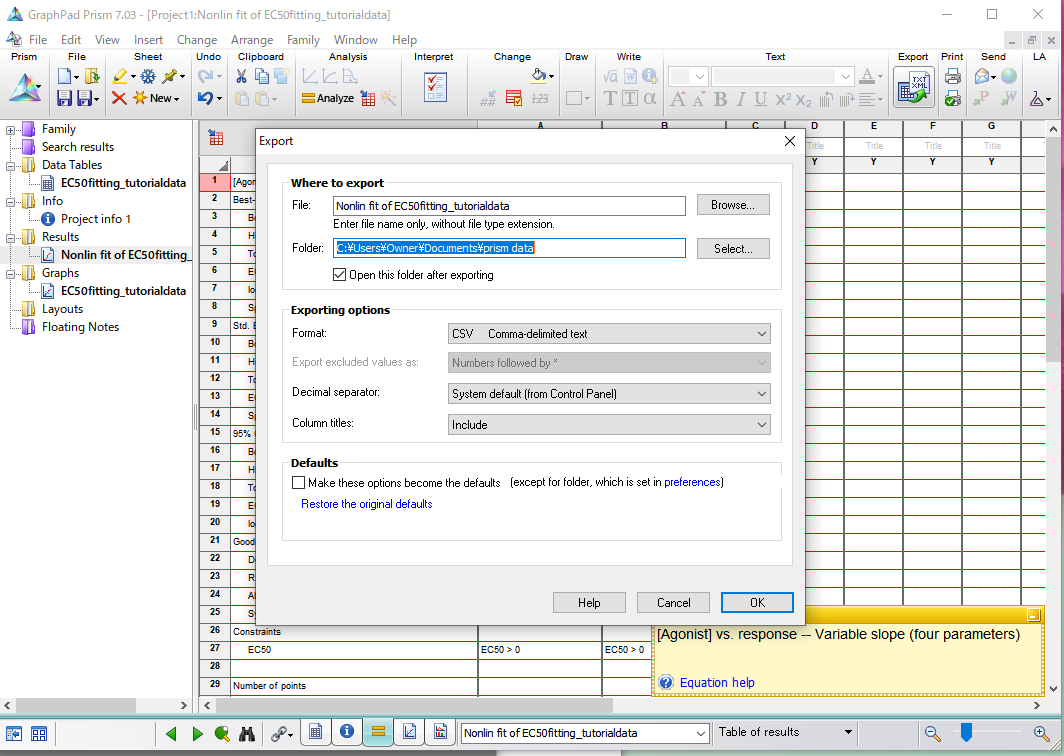 GraphPad Prism 7.03 - [Project1:Nonlin fit of EC50fitting_tutorialdata]
File Edit View Insert Change Arrange Family Window Help
Prism File Sheet Undo Clipboard Analysis Interpret Change Draw Write Text Export Print Send LA
√α W T A A TXT XML
New Analyze 123 T T α A A B I U X² X₂ P W
Family
Search results
Data Tables
EC50fitting_tutorialdata
Info
Project info 1
Results
Nonlin fit of EC50fitting_
Graphs
EC50fitting_tutorialdata
Layouts
Floating Notes
A B C D E F G
Title Title Title Title
Y Y Y Y
1 [Agon
2 Best-
3 Bo
4 H
5 To
6 E
7 lo
8 Sp
9 Std. E
10 Bo
11 H
12 To
13 E
14 Sp
15 95% C
16 Bo
17 H
18 To
19 E
20 lo
21 Good
22 D
23 R
24 A
25 Sy
26 Constraints
27 EC50 EC50 > 0 EC50 > 0
28
29 Number of points
Export
Where to export
File: Nonlin fit of EC50fitting_tutorialdata Browse...
Enter file name only, without file type extension.
Folder: C:¥Users¥Owner¥Documents¥prism data Select...
Open this folder after exporting
Exporting options
Format: CSV Comma-delimited text
Export excluded values as: Numbers followed by *
Decimal separator: System default (from Control Panel)
Column titles: Include
Defaults
Make these options become the defaults (except for folder, which is set in preferences)
Restore the original defaults
Help Cancel OK
[Agonist] vs. response -- Variable slope (four parameters)
Equation help
Nonlin fit of EC50fitting_tutorialdata Table of results